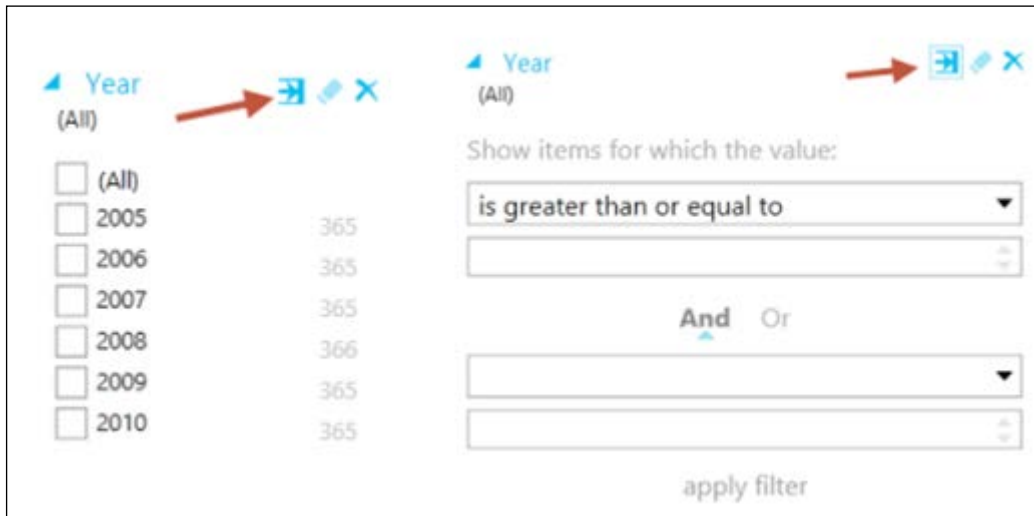 Year
(All)
(All)
2005 365
2006 365
2007 365
2008 366
2009 365
2010 365
Year
(All)
Show items for which the value:
is greater than or equal to
And Or
apply filter